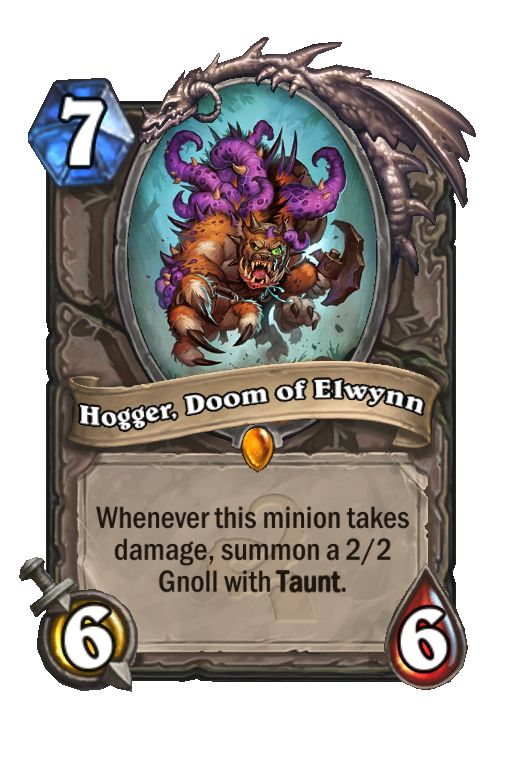 7
Hogger, Doom of Elwynn
Whenever this minion takes
damage, summon a 2/2
Gnoll with Taunt.
6
6